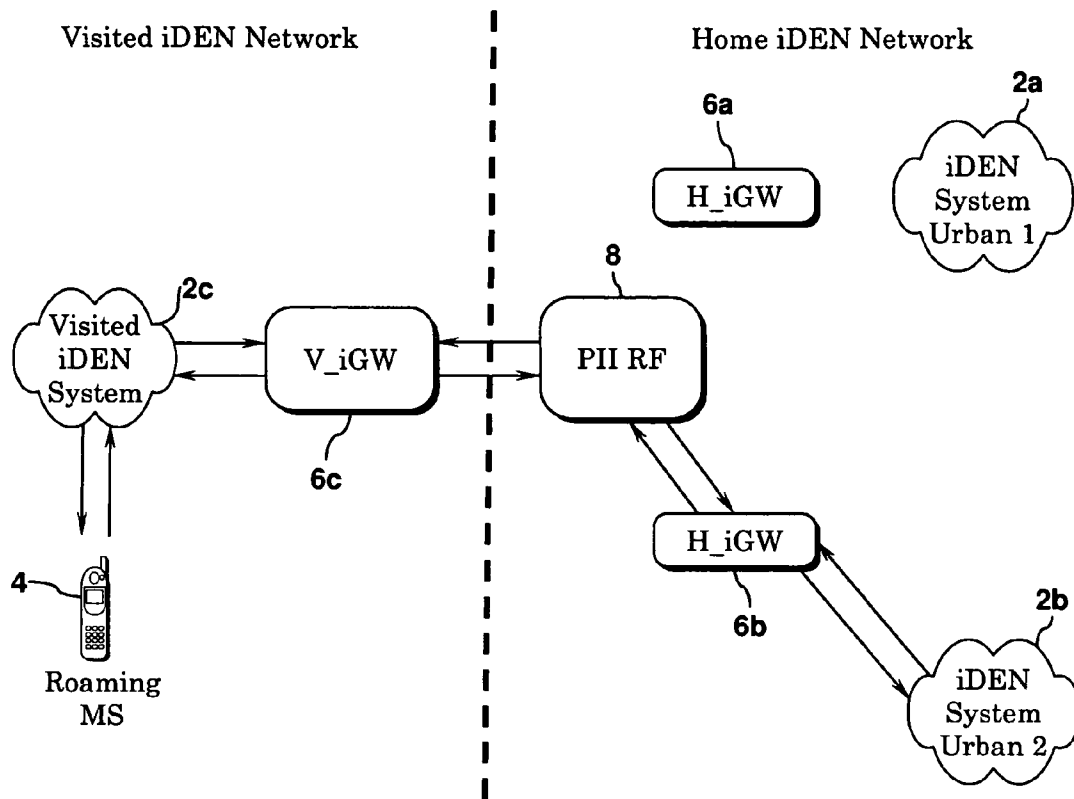 Visited iDEN Network
Home iDEN Network
6a
2a
H_iGW
iDEN
System
Urban 1
8
2c
Visited
iDEN
System
V_iGW
PII RF
6c
H_iGW
4
6b
2b
Roaming
MS
iDEN
System
Urban 2